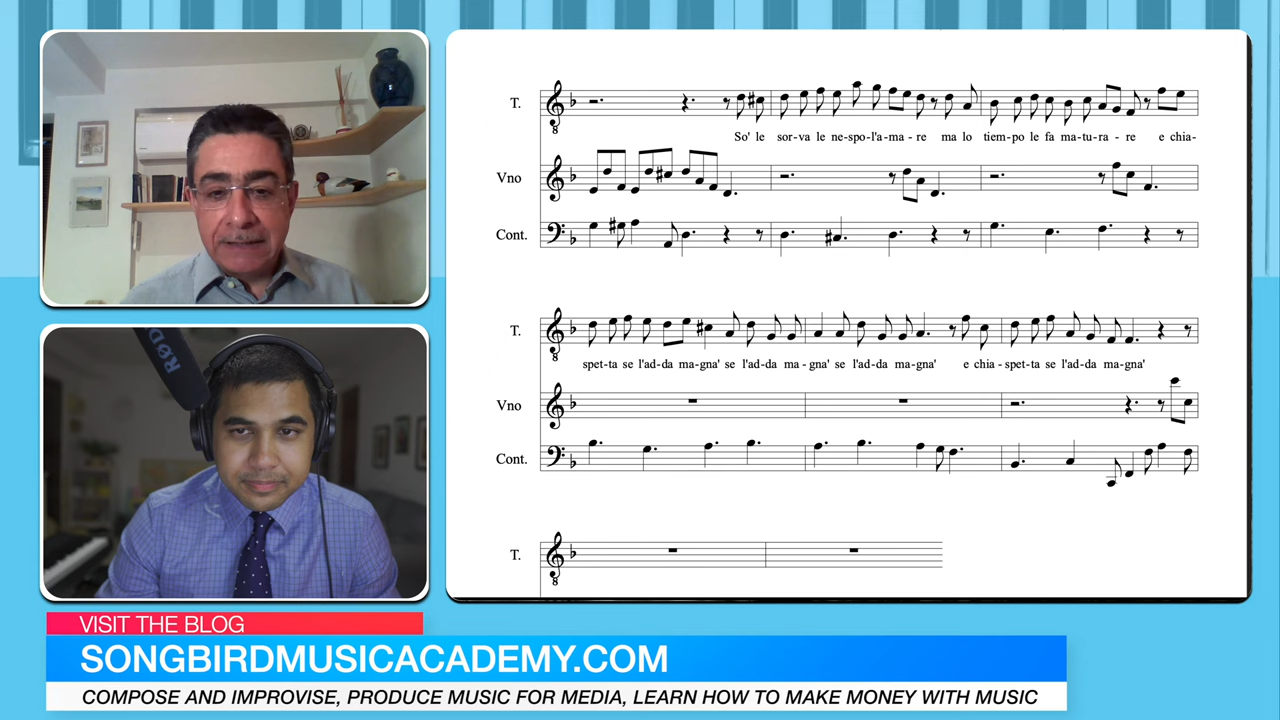 T.
So' le sor-va le ne-spo-l'a-ma-re ma lo tiem-po le fa ma-tu-ra-re e chia-
Vno
Cont.
T.
spet-ta se l'ad-da ma-gna' se l'ad-da ma-gna' se l'ad-da ma-gna' e chia-spet-ta se l'ad-da ma-gna'
Vno
Cont.
T.
RØDE
VISIT THE BLOG
SONGBIRDMUSICACADEMY.COM
COMPOSE AND IMPROVISE, PRODUCE MUSIC FOR MEDIA, LEARN HOW TO MAKE MONEY WITH MUSIC